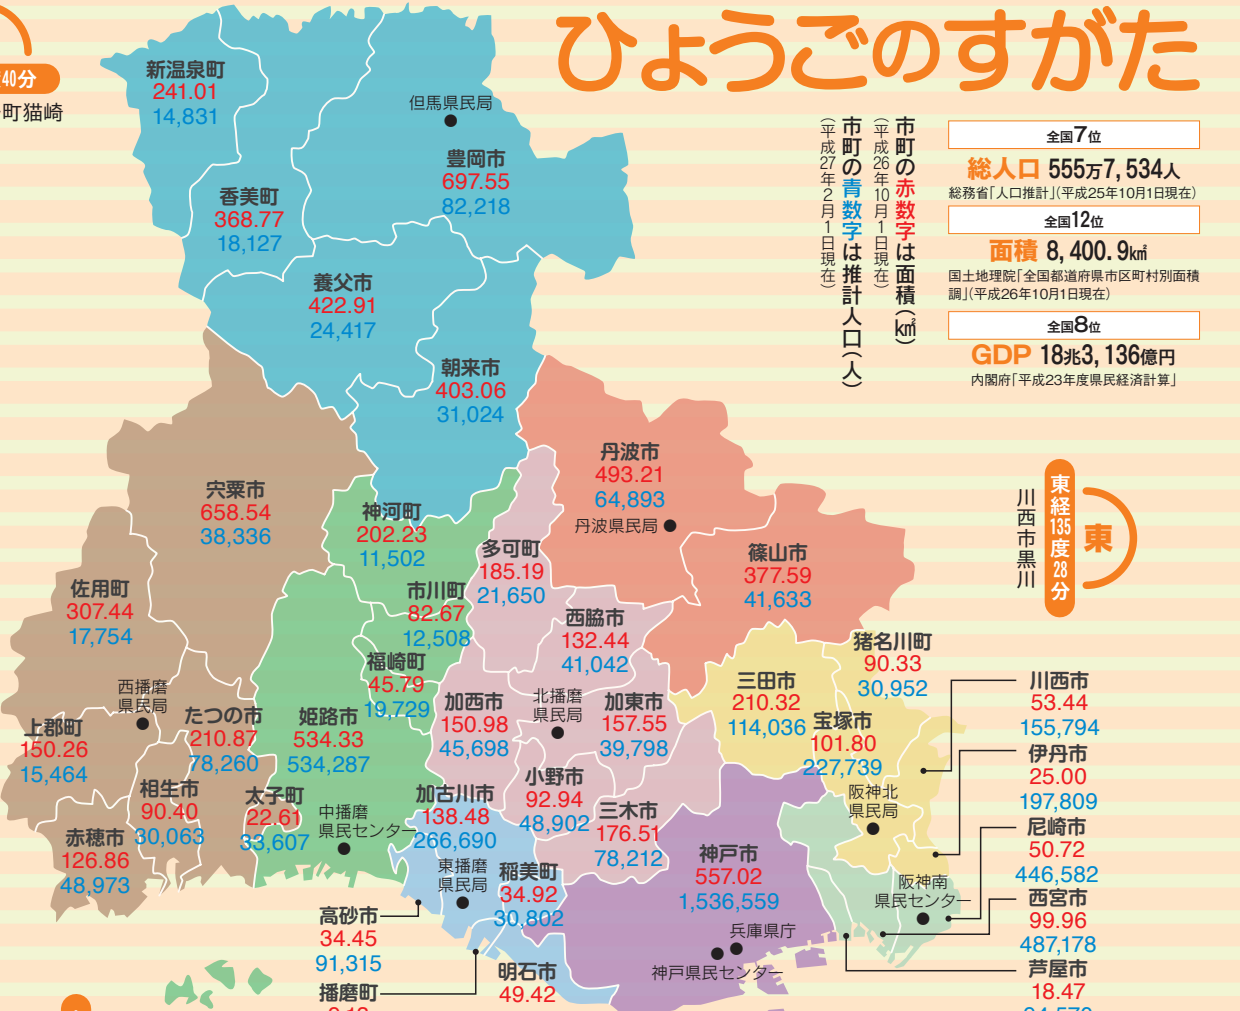 ひょうごのすがた
40分
町猫崎
市町の赤数字は面積(km²)
(平成26年10月1日現在)
市町の青数字は推計人口(人)
(平成27年2月1日現在)
全国7位
総人口 555万7,534人
総務省「人口推計」(平成25年10月1日現在)
全国12位
面積 8,400.9km²
国土地理院「全国都道府県市区町村別面積
調」(平成26年10月1日現在)
全国8位
GDP 18兆3,136億円
内閣府「平成23年度県民経済計算」
東
東経135度28分
川西市黒川
新温泉町
241.01
14,831
但馬県民局
豊岡市
697.55
82,218
香美町
368.77
18,127
養父市
422.91
24,417
朝来市
403.06
31,024
丹波市
493.21
64,893
丹波県民局
篠山市
377.59
41,633
宍粟市
658.54
38,336
神河町
202.23
11,502
多可町
185.19
21,650
佐用町
307.44
17,754
市川町
82.67
12,508
西脇市
132.44
41,042
福崎町
45.79
19,729
猪名川町
90.33
30,952
西播磨
県民局
上郡町
150.26
15,464
たつの市
210.87
78,260
姫路市
534.33
534,287
加西市
150.98
45,698
北播磨
県民局
加東市
157.55
39,798
三田市
210.32
114,036
宝塚市
101.80
227,739
川西市
53.44
155,794
伊丹市
25.00
197,809
相生市
90.40
30,063
太子町
22.61
33,607
中播磨
県民センター
加古川市
138.48
266,690
小野市
92.94
48,902
三木市
176.51
78,212
阪神北
県民局
尼崎市
50.72
446,582
赤穂市
126.86
48,973
東播磨
県民局
稲美町
34.92
30,802
神戸市
557.02
1,536,559
阪神南
県民センター
西宮市
99.96
487,178
高砂市
34.45
91,315
兵庫県庁
神戸県民センター
芦屋市
18.47
明石市
49.42
播磨町